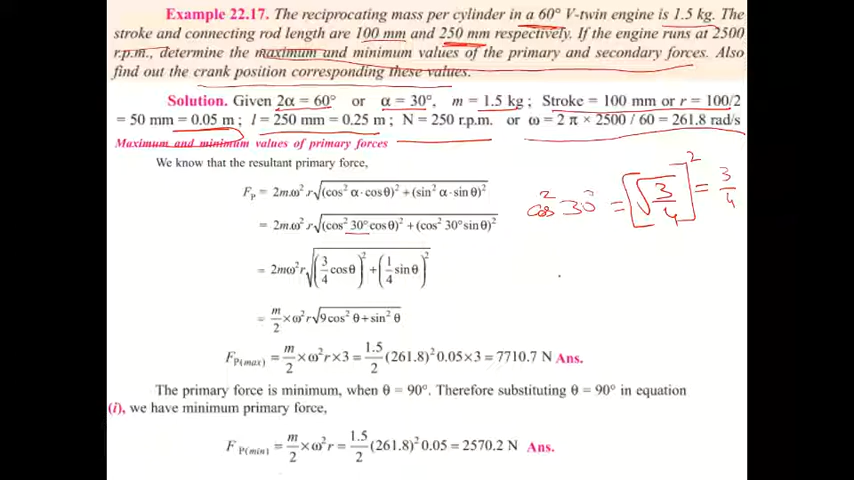 Example 22.17. The reciprocating mass per cylinder in a 60° V-twin engine is 1.5 kg. The
stroke and connecting rod length are 100 mm and 250 mm respectively. If the engine runs at 2500
r.p.m., determine the maximum and minimum values of the primary and secondary forces. Also
find out the crank position corresponding these values.
Solution. Given 2α = 60° or α = 30°, m = 1.5 kg ; Stroke = 100 mm or r = 100/2
= 50 mm = 0.05 m ; l = 250 mm = 0.25 m ; N = 250 r.p.m. or ω = 2 π × 2500 / 60 = 261.8 rad/s
Maximum and minimum values of primary forces
We know that the resultant primary force,
F_P = 2m.ω² r√((cos² α·cosθ)² + (sin² α·sinθ)²)
= 2m.ω² r√((cos² 30°cosθ)² + (cos² 30°sinθ)²)
cos² 30° = [√3/4]² = 3/4
= 2mω²r√((3/4 cosθ)² + (1/4 sinθ)²)
= m/2 × ω²r√(9cos² θ + sin² θ)
F_P(max) = m/2 × ω²r × 3 = 1.5/2 (261.8)² 0.05 × 3 = 7710.7 N Ans.
The primary force is minimum, when θ = 90°. Therefore substituting θ = 90° in equation
(i), we have minimum primary force,
F_P(min) = m/2 × ω²r = 1.5/2 (261.8)² 0.05 = 2570.2 N Ans.